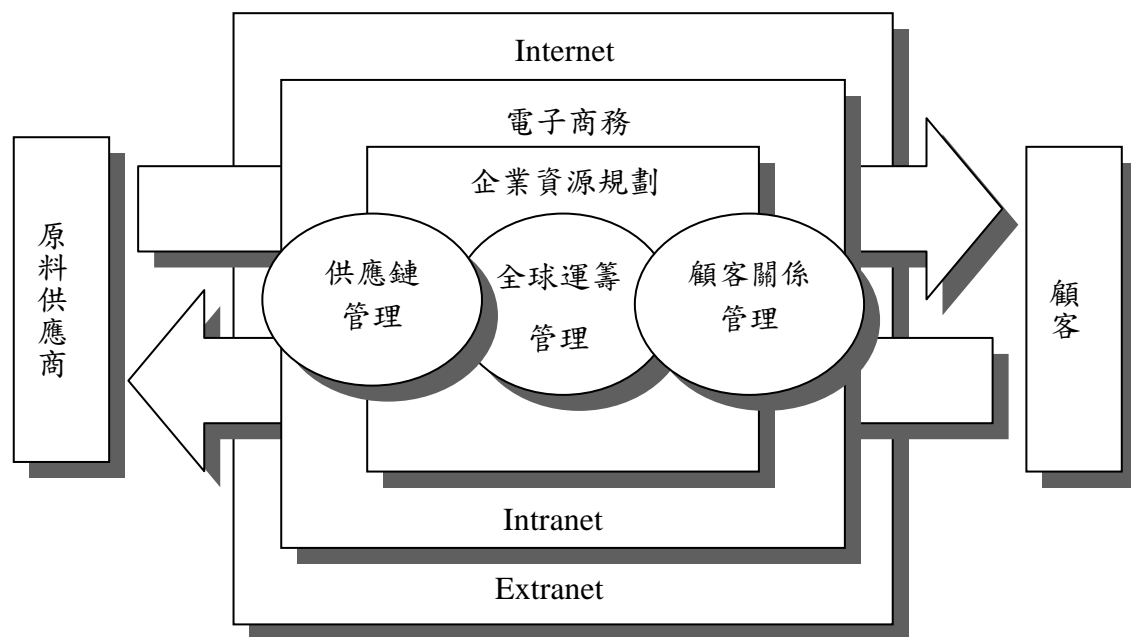 Internet
電子商務
企業資源規劃
原料供應商
供應鏈
管理
全球運籌
管理
顧客關係
管理
顧客
Intranet
Extranet